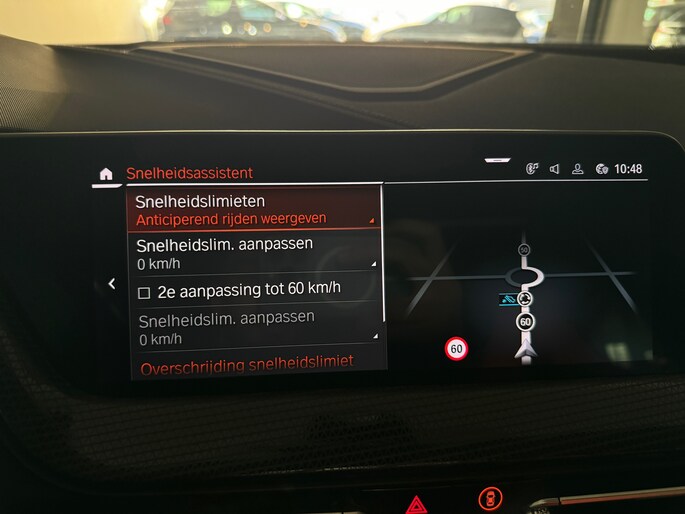 Snelheidsassistent
10:48
Snelheidslimieten
Anticiperend rijden weergeven
Snelheidslim. aanpassen
0 km/h
2e aanpassing tot 60 km/h
Snelheidslim. aanpassen
0 km/h
Overschrijding snelheidslimiet
50
60
60